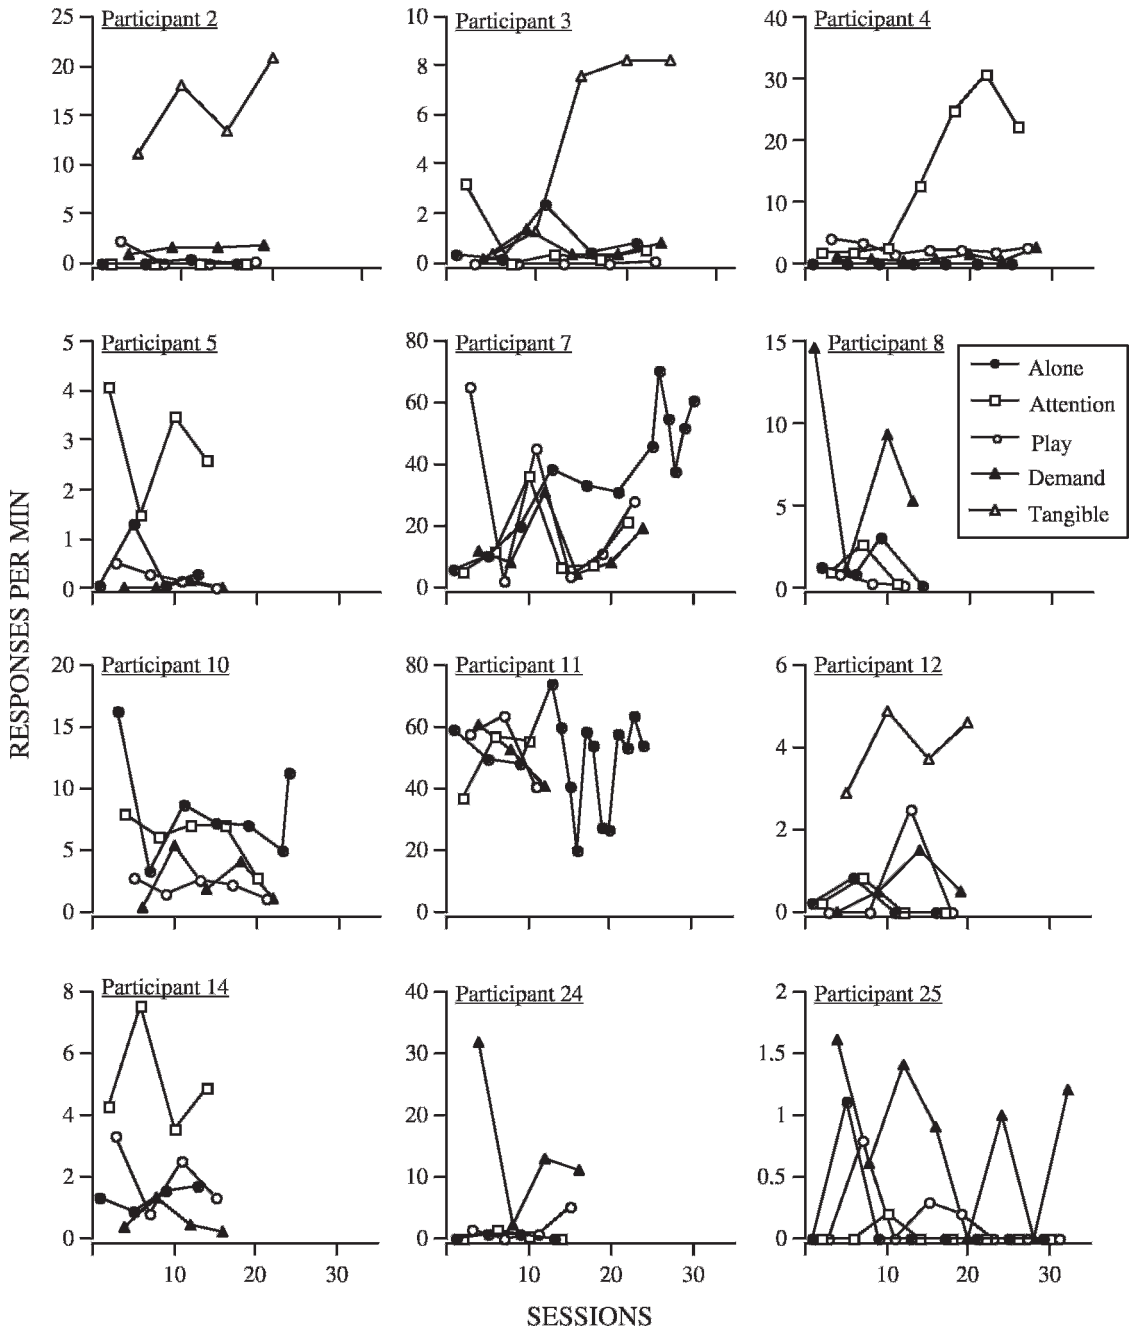 Participant 2
25
20
15
10
5
0
Participant 3
10
8
6
4
2
0
Participant 4
40
30
20
10
0
Participant 5
5
4
3
2
1
0
Participant 7
80
60
40
20
0
Participant 8
15
10
5
0
Alone
Attention
Play
Demand
Tangible
RESPONSES PER MIN
Participant 10
20
15
10
5
0
Participant 11
80
60
40
20
0
Participant 12
6
4
2
0
Participant 14
8
6
4
2
0
10 20 30
Participant 24
40
30
20
10
0
10 20 30
Participant 25
2
1.5
1
0.5
0
10 20 30
SESSIONS